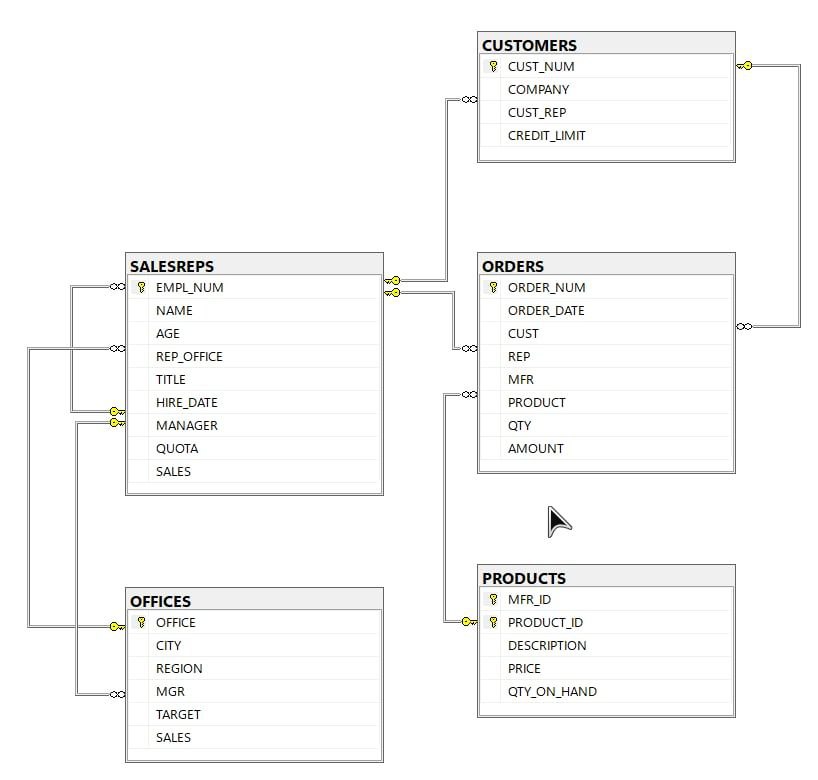 CUSTOMERS
CUST_NUM
COMPANY
CUST_REP
CREDIT_LIMIT
SALESREPS
EMPL_NUM
NAME
AGE
REP_OFFICE
TITLE
HIRE_DATE
MANAGER
QUOTA
SALES
ORDERS
ORDER_NUM
ORDER_DATE
CUST
REP
MFR
PRODUCT
QTY
AMOUNT
OFFICES
OFFICE
CITY
REGION
MGR
TARGET
SALES
PRODUCTS
MFR_ID
PRODUCT_ID
DESCRIPTION
PRICE
QTY_ON_HAND